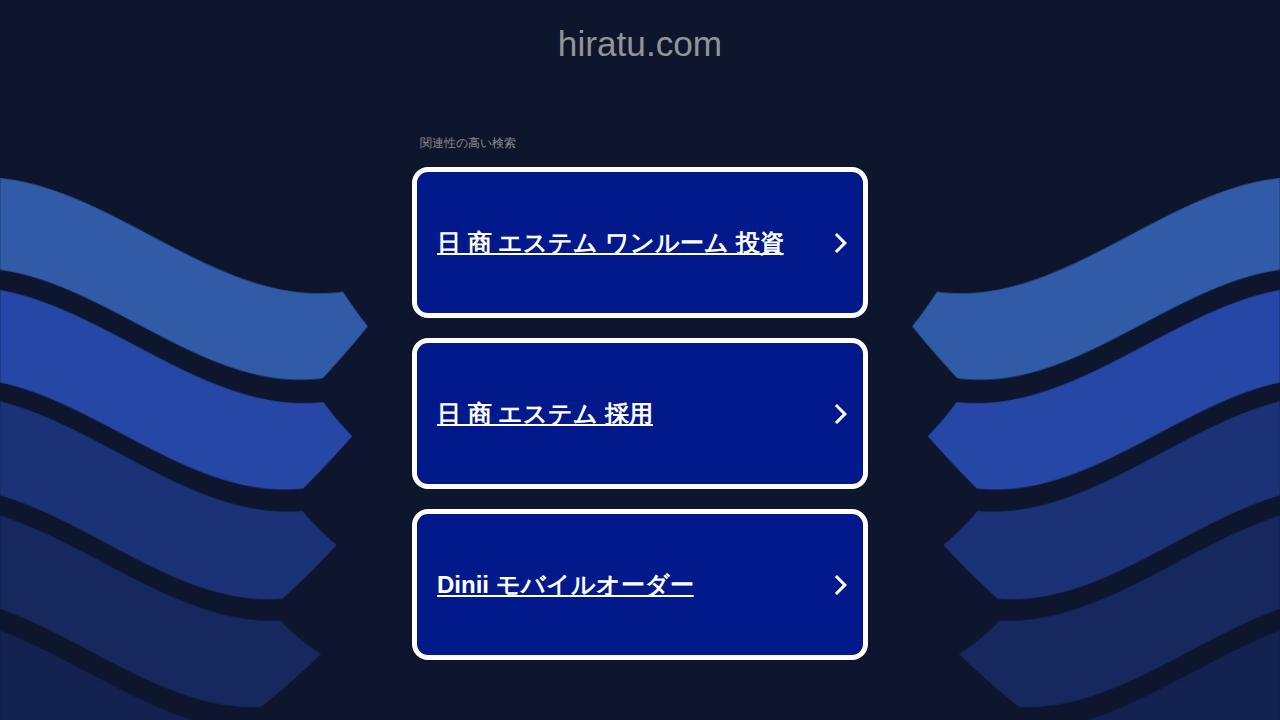 hiratu.com
関連性の高い検索
日 商 エステム ワンルーム 投資
日 商 エステム 採用
Dinii モバイルオーダー